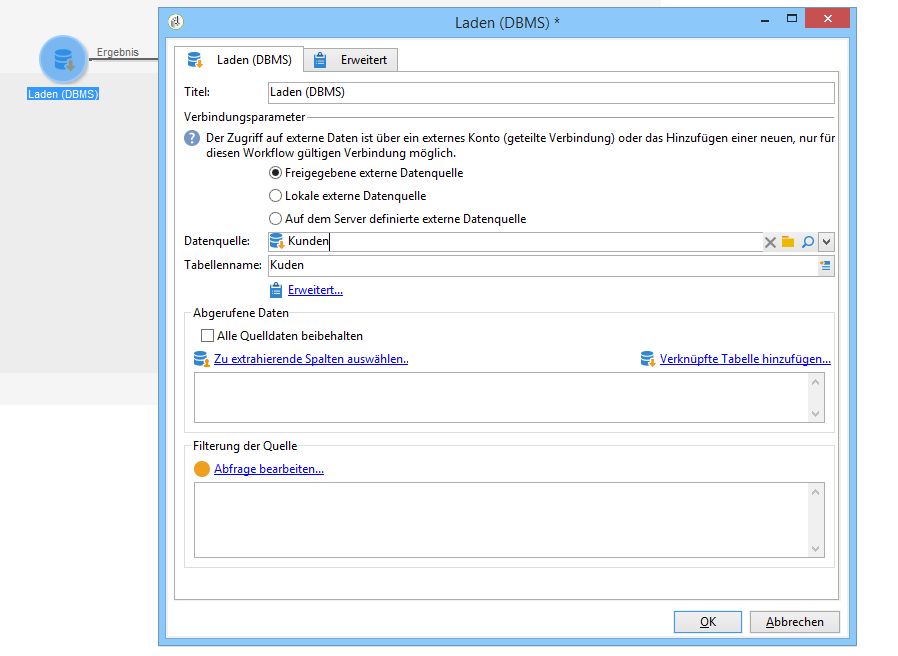 Laden (DBMS) *
Ergebnis
Laden (DBMS)
Laden (DBMS)
Erweitert
Titel:
Laden (DBMS)
Verbindungsparameter
Der Zugriff auf externe Daten ist über ein externes Konto (geteilte Verbindung) oder das Hinzufügen einer neuen, nur für
diesen Workflow gültigen Verbindung möglich.
Freigegebene externe Datenquelle
Lokale externe Datenquelle
Auf dem Server definierte externe Datenquelle
Datenquelle:
Kunden
Tabellenname:
Kuden
Erweitert...
Abgerufene Daten
Alle Quelldaten beibehalten
Zu extrahierende Spalten auswählen..
Verknüpfte Tabelle hinzufügen...
Filterung der Quelle
Abfrage bearbeiten...
OK
Abbrechen